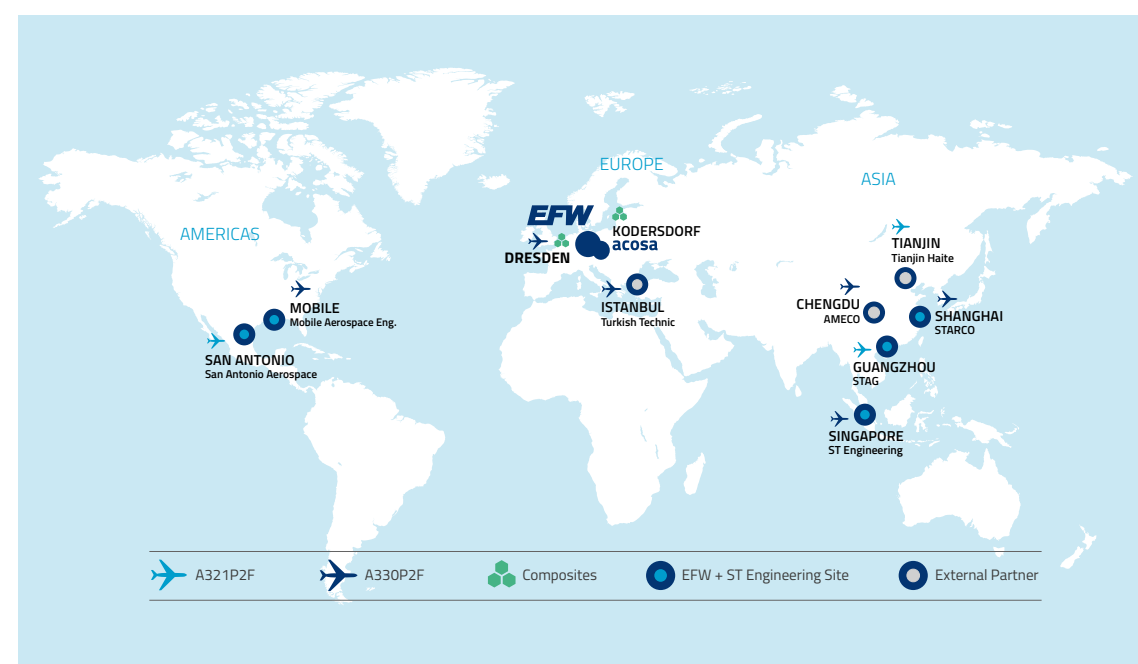 EUROPE
ASIA
AMERICAS
EFW
KODERSDORF
acosa
DRESDEN
TIANJIN
Tianjin Haite
ISTANBUL
Turkish Technic
CHENGDU
AMECO
SHANGHAI
STARCO
MOBILE
Mobile Aerospace Eng.
SAN ANTONIO
San Antonio Aerospace
GUANGZHOU
STAG
SINGAPORE
ST Engineering
A321P2F
A330P2F
Composites
EFW + ST Engineering Site
External Partner